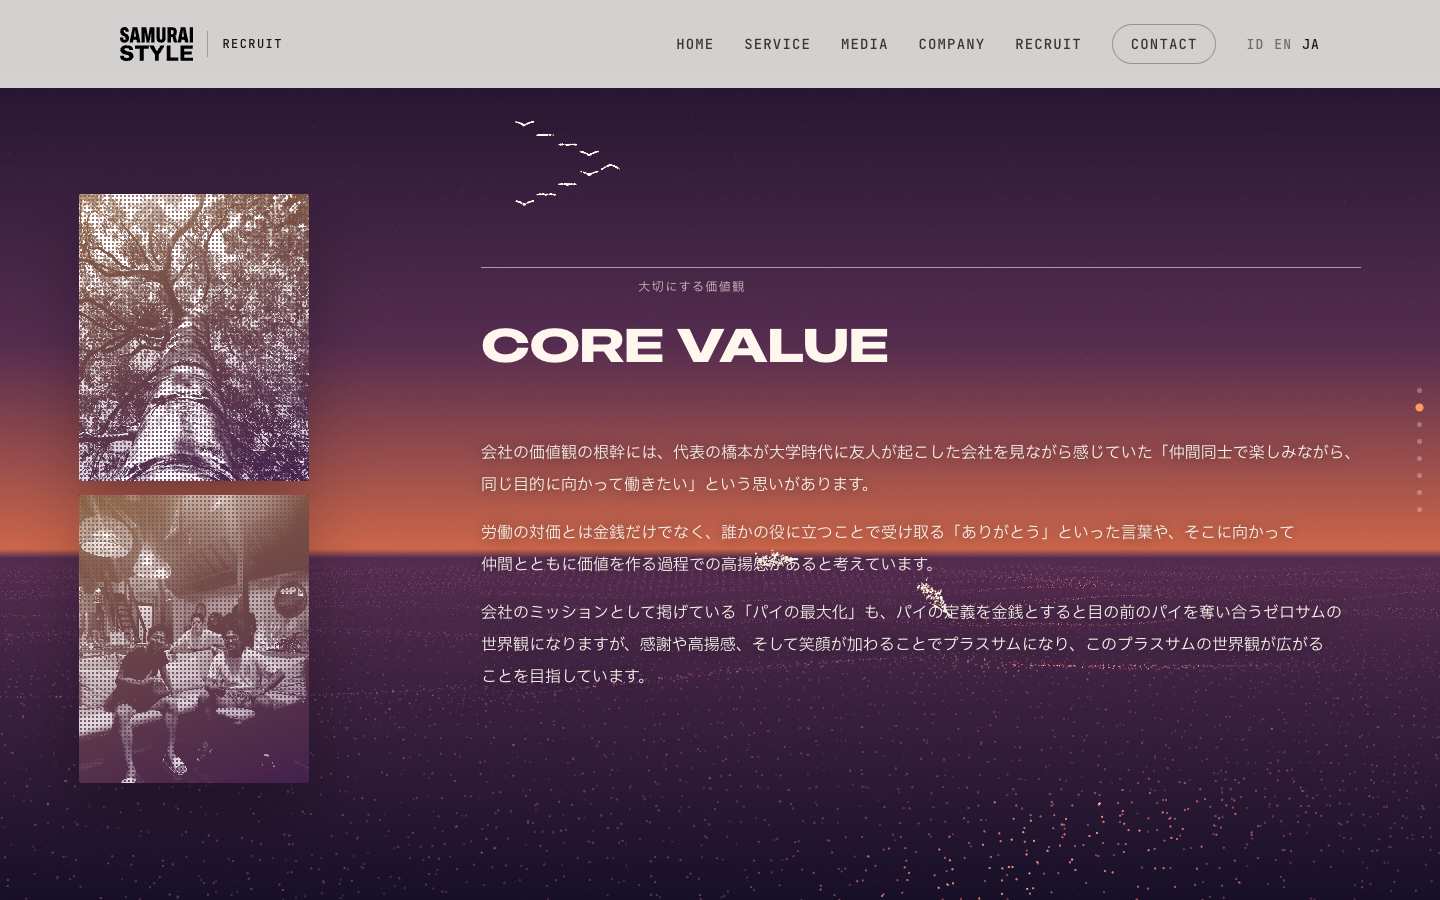 SAMURAI
STYLE
RECRUIT
HOME SERVICE MEDIA COMPANY RECRUIT CONTACT ID EN JA
大切にする価値観
CORE VALUE
会社の価値観の根幹には、代表の橋本が大学時代に友人が起こした会社を見ながら感じていた「仲間同士で楽しみながら、
同じ目的に向かって働きたい」という思いがあります。
労働の対価とは金銭だけでなく、誰かの役に立つことで受け取る「ありがとう」といった言葉や、そこに向かって
仲間とともに価値を作る過程での高揚感があると考えています。
会社のミッションとして掲げている「パイの最大化」も、パイの定義を金銭とすると目の前のパイを奪い合うゼロサムの
世界観になりますが、感謝や高揚感、そして笑顔が加わることでプラスサムになり、このプラスサムの世界観が広がる
ことを目指しています。